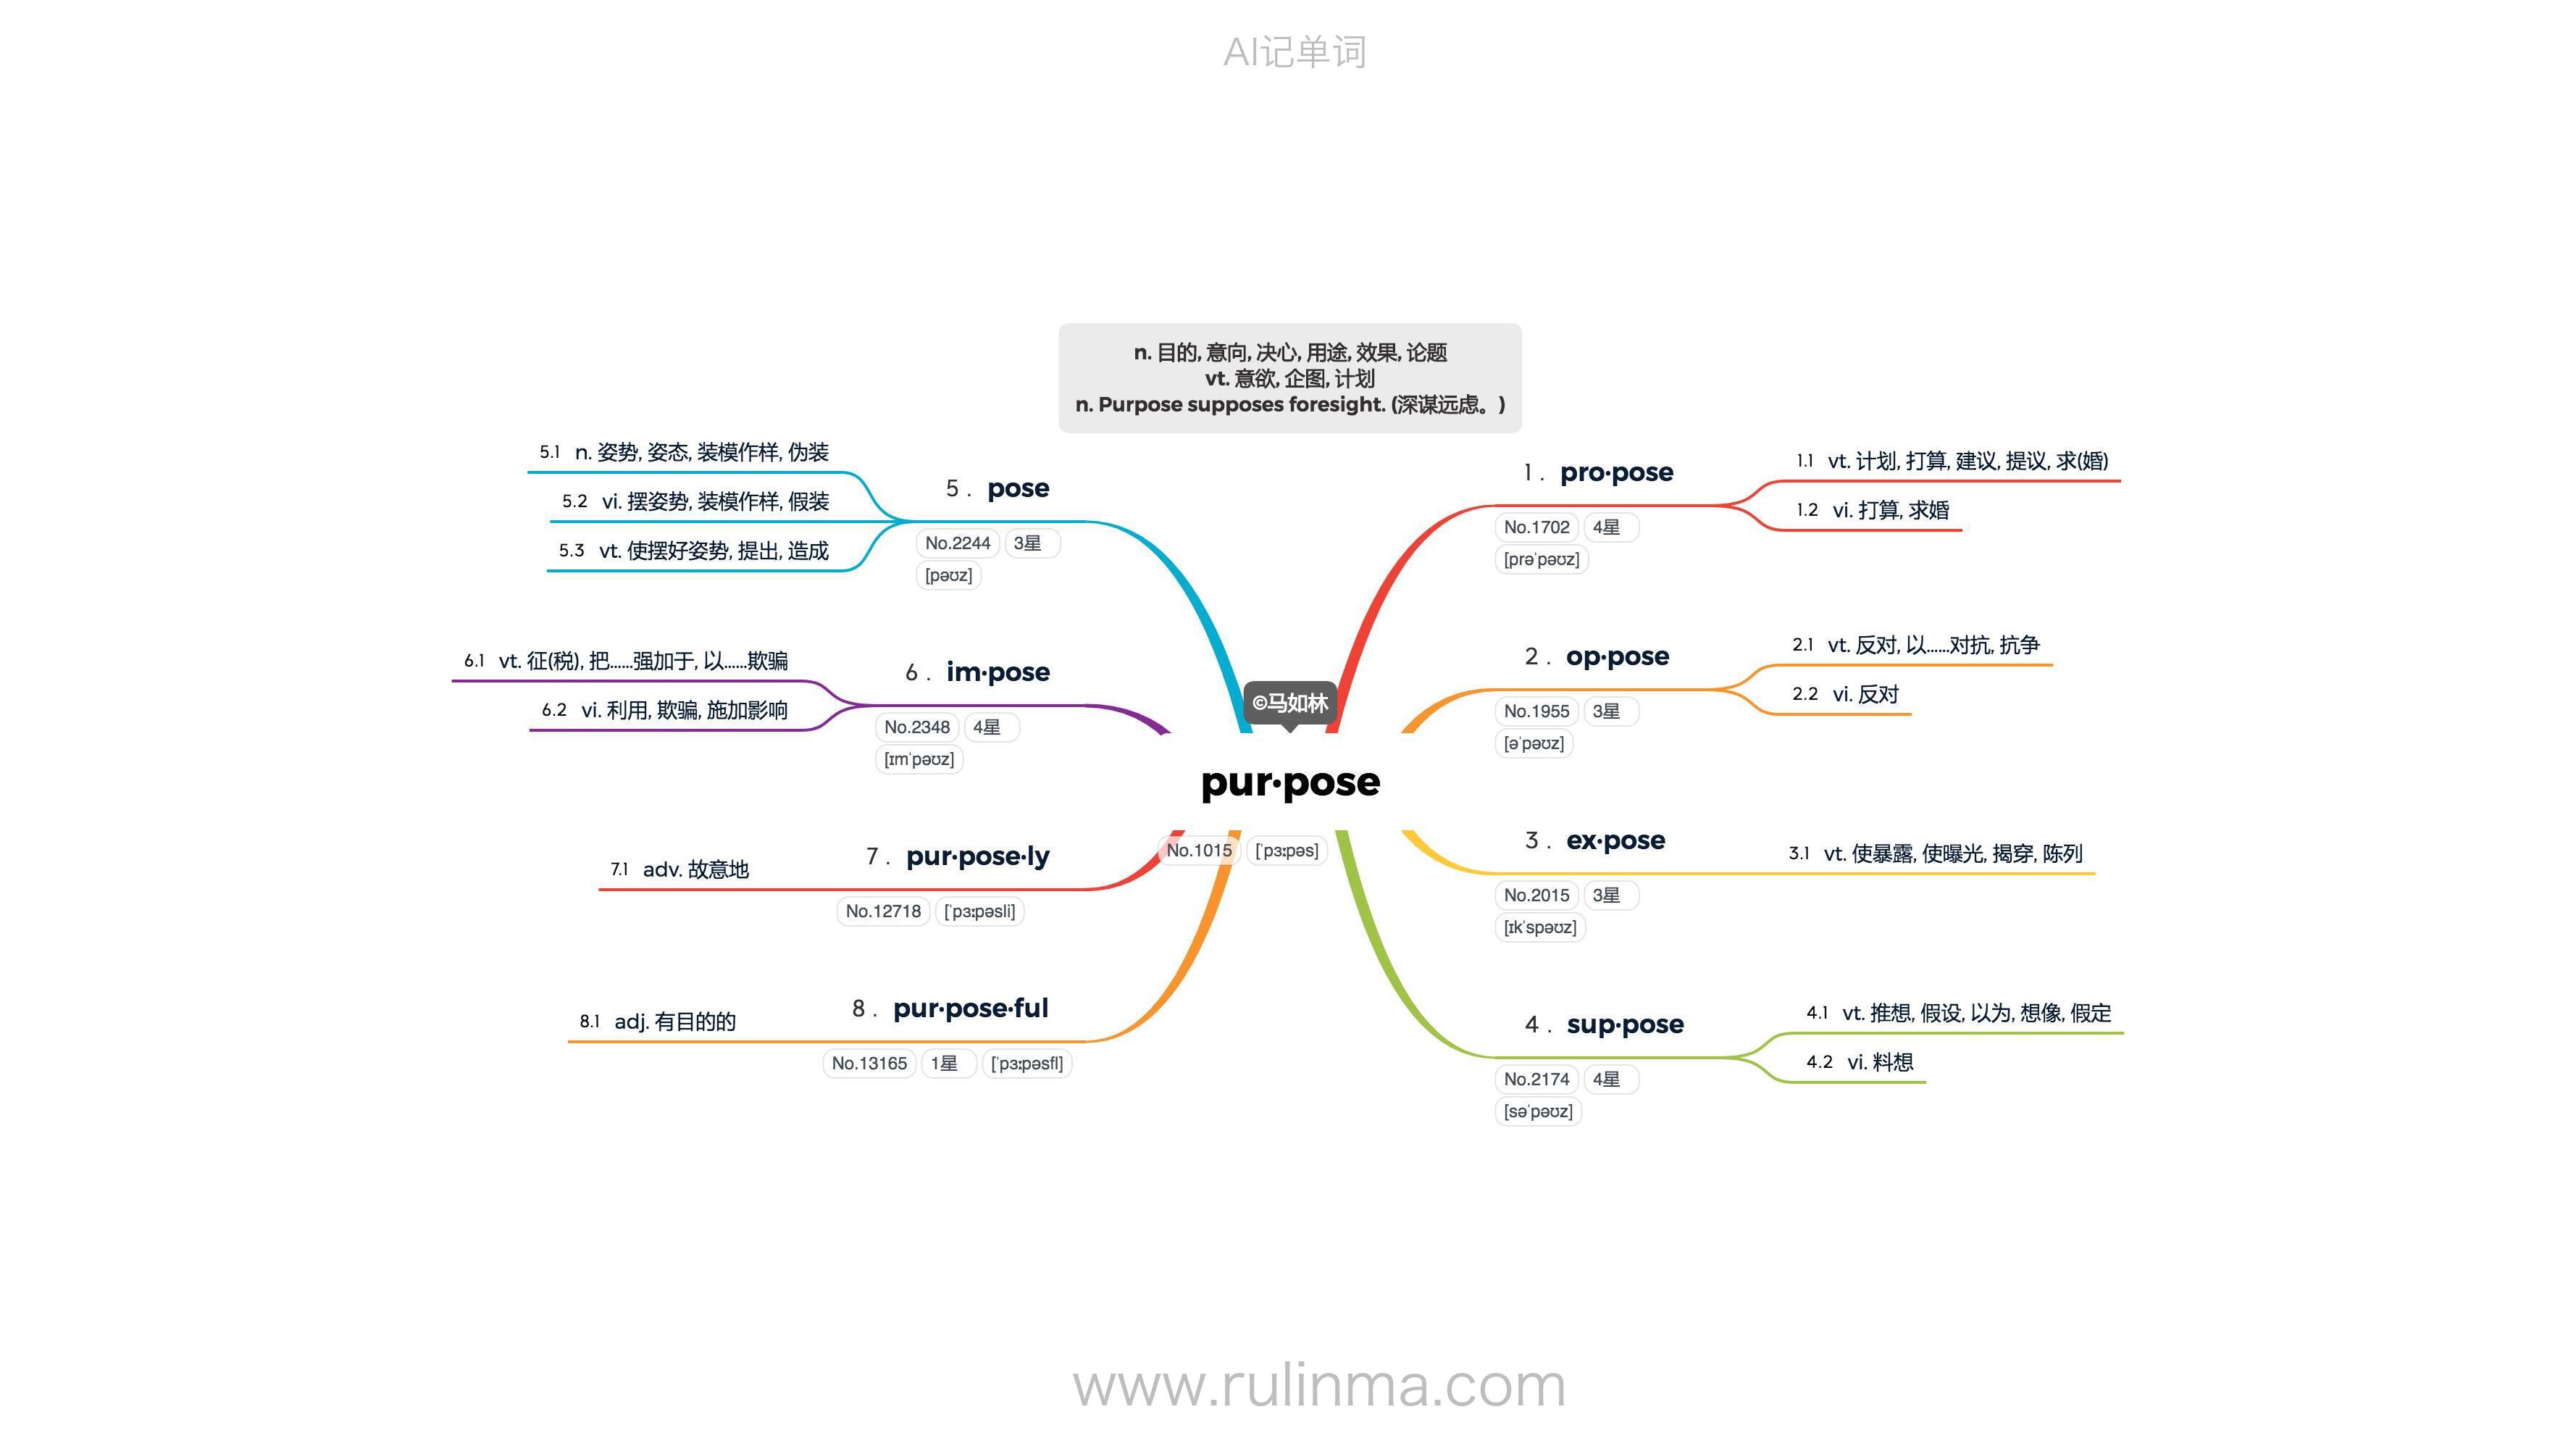 AI记单词
n. 目的, 意向, 决心, 用途, 效果, 论题
vt. 意欲, 企图, 计划
n. Purpose supposes foresight. (深谋远虑。)
©马如林
pur·pose
No.1015 [ˈpɜːpəs]
1 . pro·pose
No.1702 4星
[prəˈpəʊz]
1.1 vt. 计划, 打算, 建议, 提议, 求(婚)
1.2 vi. 打算, 求婚
2 . op·pose
No.1955 3星
[əˈpəʊz]
2.1 vt. 反对, 以......对抗, 抗争
2.2 vi. 反对
3 . ex·pose
No.2015 3星
[ɪkˈspəʊz]
3.1 vt. 使暴露, 使曝光, 揭穿, 陈列
4 . sup·pose
No.2174 4星
[səˈpəʊz]
4.1 vt. 推想, 假设, 以为, 想像, 假定
4.2 vi. 料想
5 . pose
No.2244 3星
[pəʊz]
5.1 n. 姿势, 姿态, 装模作样, 伪装
5.2 vi. 摆姿势, 装模作样, 假装
5.3 vt. 使摆好姿势, 提出, 造成
6 . im·pose
No.2348 4星
[ɪmˈpəʊz]
6.1 vt. 征(税), 把......强加于, 以......欺骗
6.2 vi. 利用, 欺骗, 施加影响
7 . pur·pose·ly
No.12718 [ˈpɜːpəsli]
7.1 adv. 故意地
8 . pur·pose·ful
No.13165 1星 [ˈpɜːpəsfl]
8.1 adj. 有目的的
www.rulinma.com